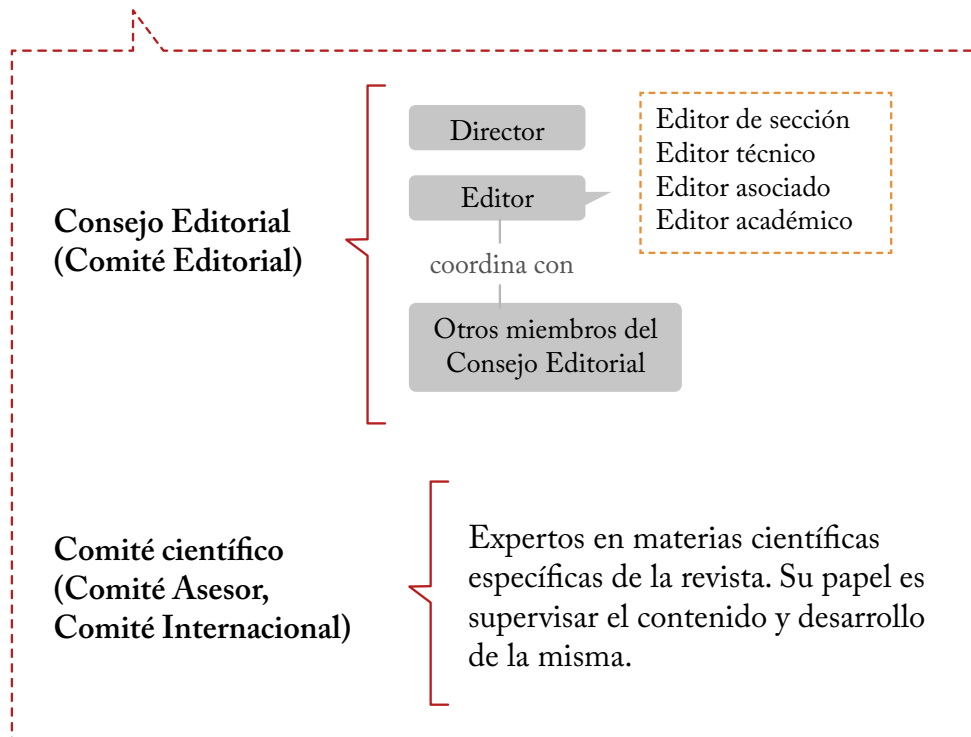 Consejo Editorial
(Comité Editorial)
Director
Editor
coordina con
Otros miembros del
Consejo Editorial
Editor de sección
Editor técnico
Editor asociado
Editor académico
Comité científico
(Comité Asesor,
Comité Internacional)
Expertos en materias científicas
específicas de la revista. Su papel es
supervisar el contenido y desarrollo
de la misma.